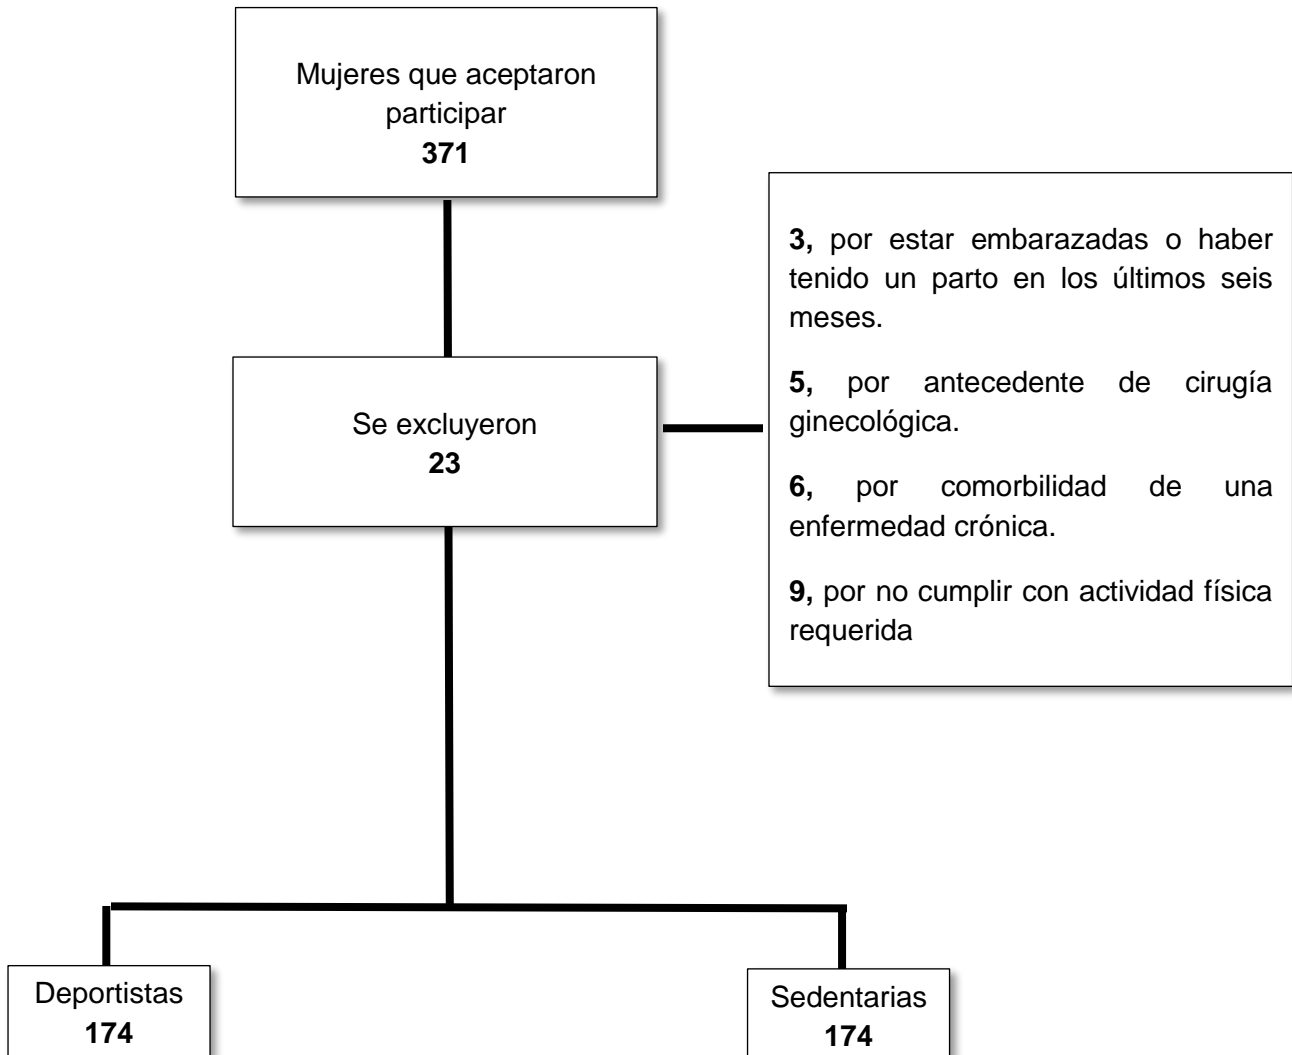 Mujeres que aceptaron
participar
371
3, por estar embarazadas o haber
tenido un parto en los últimos seis
meses.
5, por antecedente de cirugía
ginecológica.
6, por comorbilidad de una
enfermedad crónica.
9, por no cumplir con actividad física
requerida
Se excluyeron
23
Deportistas
174
Sedentarias
174